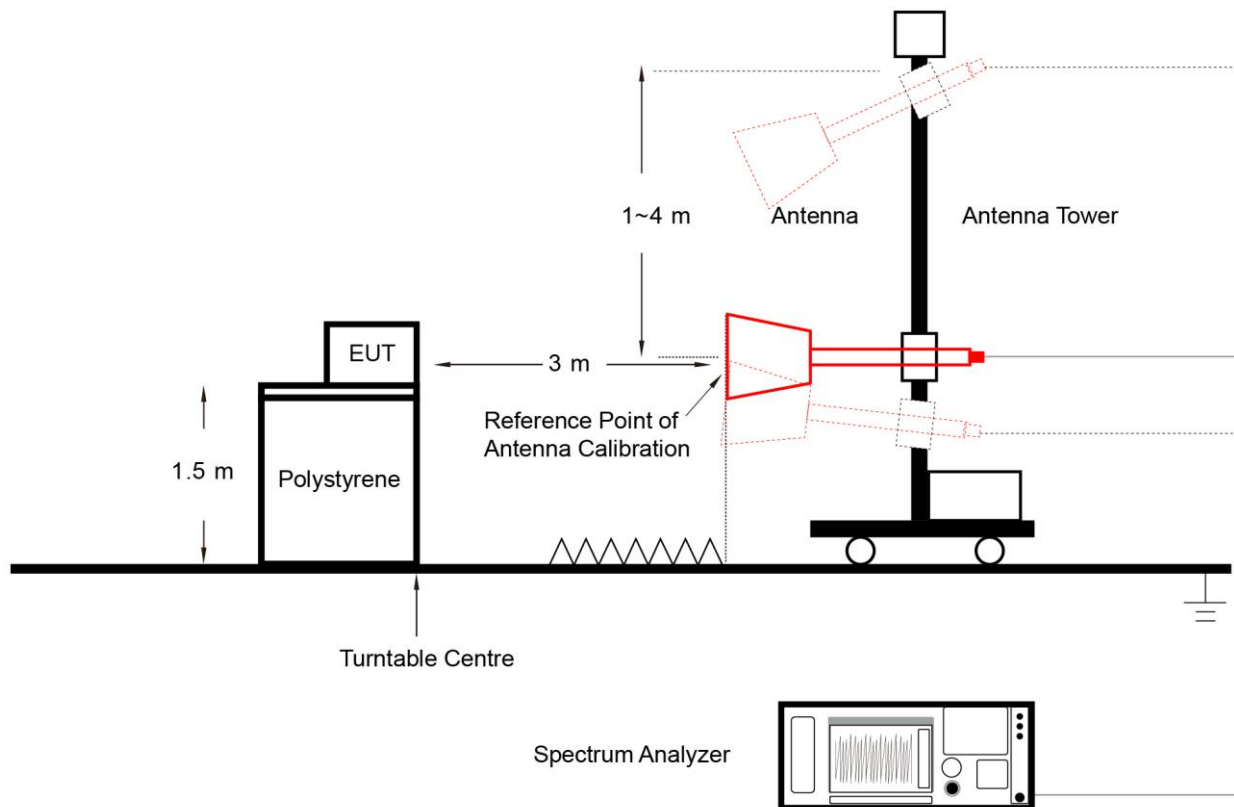 1~4 m
Antenna
Antenna Tower
EUT
3 m
Reference Point of
Antenna Calibration
1.5 m
Polystyrene
Turntable Centre
Spectrum Analyzer